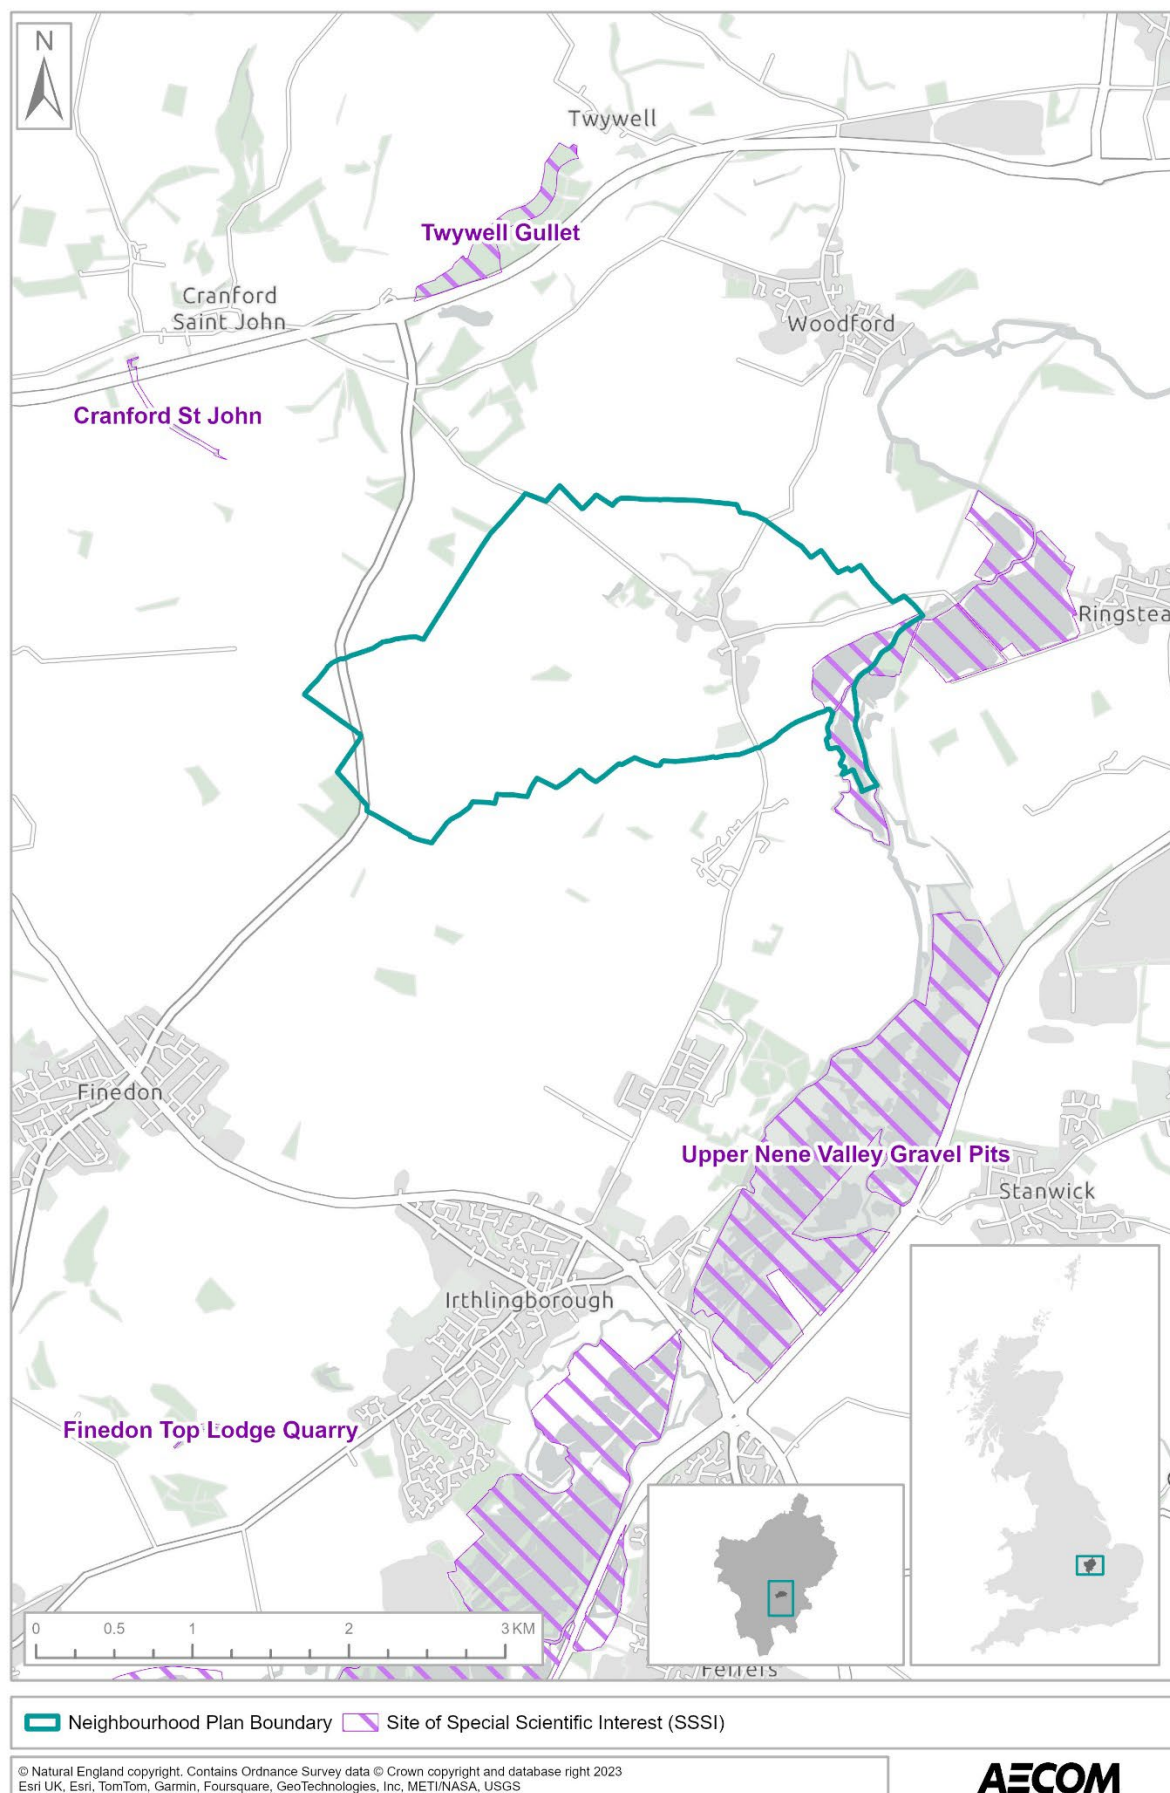 N
Twywell
Twywell Gullet
Cranford
Saint John
Woodford
Cranford St John
Ringstea
Finedon
Upper Nene Valley Gravel Pits
Stanwick
Irthlingborough
Finedon Top Lodge Quarry
0 0.5 1 2 3 KM
Ferrers
Neighbourhood Plan Boundary Site of Special Scientific Interest (SSSI)
© Natural England copyright. Contains Ordnance Survey data © Crown copyright and database right 2023
Esri UK, Esri, TomTom, Garmin, Foursquare, GeoTechnologies, Inc, METI/NASA, USGS
AECOM